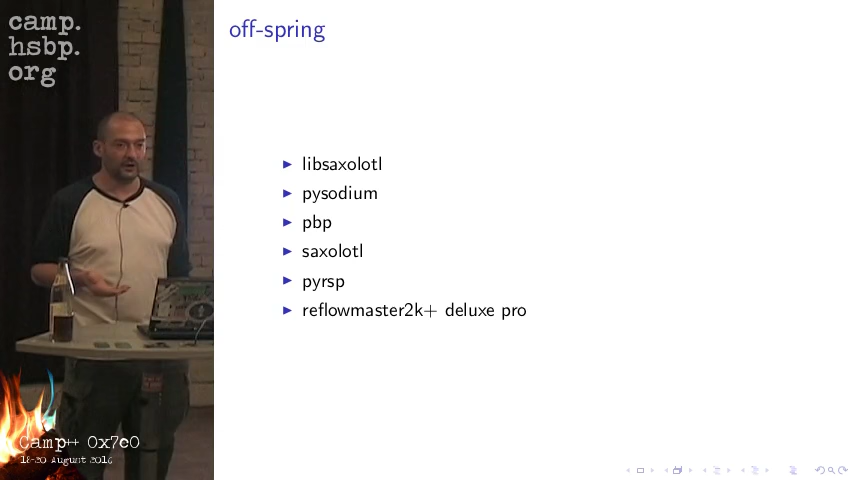 camp.
hsbp.
org
off-spring
libsaxolotl
pysodium
pbp
saxolotl
pyrsp
reflowmaster2k+ deluxe pro
Camp++ 0x7e0
18-20 August 2016